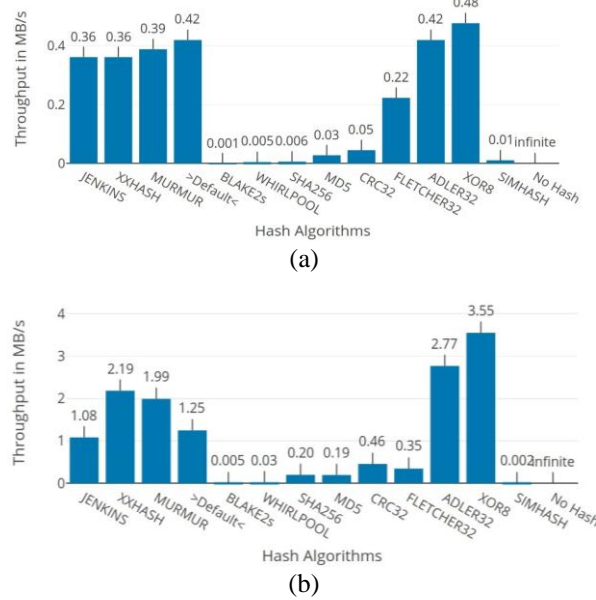 0.48
0.42
0.42
0.39
0.36
0.36
0.4
0.22
0.2
0.05
0.03
0.001
0.005
0.006
0.01
infinite
0
Throughput in MB/s
JENKINS
XXHASH
MURMUR
>Default<
BLAKE2s
WHIRLPOOL
SHA256
MD5
CRC32
FLETCHER32
ADLER32
XOR8
SIMHASH
No Hash
Hash Algorithms
(a)
4
3.55
3
2.77
2.19
1.99
2
1.25
1.08
1
0.005
0.03
0.20
0.19
0.46
0.35
0.002
infinite
0
Throughput in MB/s
JENKINS
XXHASH
MURMUR
>Default<
BLAKE2s
WHIRLPOOL
SHA256
MD5
CRC32
FLETCHER32
ADLER32
XOR8
SIMHASH
No Hash
Hash Algorithms
(b)